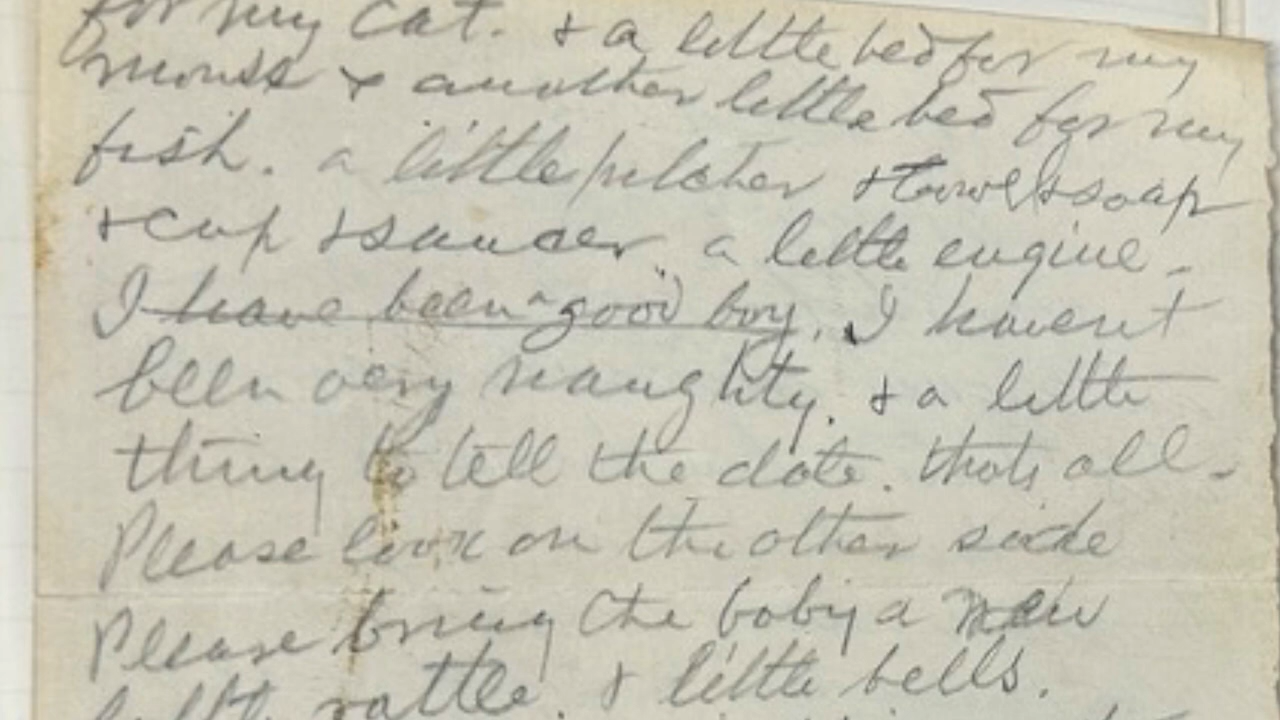 for my cat. & a little bed for my
mouse & another little bed for my
fish. a little pitcher & towel & soap
& cup & saucer a little engine.
I have been a good boy. I havent
been very naughty. & a little
thing to tell the date. thats all.
Please look on the other side
Please bring the baby a new
little rattle. & little bells.